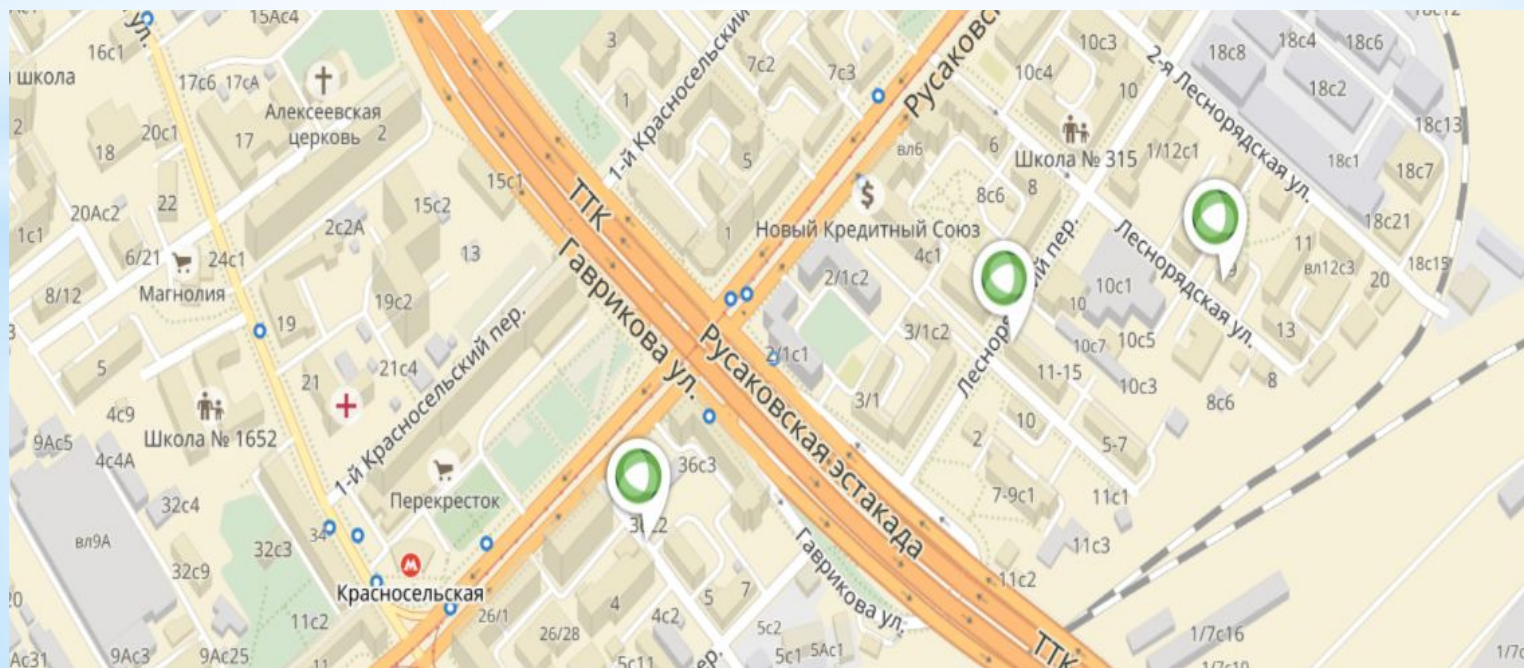 15Ас4
16с1
школа
17с6
17сА
Алексеевская
церковь
2
20с1
17
18
22
20Ас2
1с1
6/21
24с1
Магнолия
8/12
19
5
21
21с4
19с2
2с2А
15с2
13
15с1
4с9
Школа № 1652
9Ас5
4с4А
32с4
вл9А
32с9
32с3
34
11с2
9Ас3
9Ас25
11
1-й Красносельский пер.
Перекресток
Красносельская
26/1
26/28
4
4с2
5
7
5с2
5с1
5Ас1
5с11
36с3
ТТК
Гаврикова ул.
Русаковская эстакада
Гаврикова ул.
ТТК
3
1
1-й Красносельский
7с2
7с3
5
1
Новый Кредитный Союз
вл6
6
10с3
10с4
10
Школа № 315
8с6
8
4с1
2/1с2
2/1с1
3/1с2
3/1
1/12с1
2-я Леснорядская ул.
Леснорядская ул.
18с8
18с4
18с6
18с2
18с13
18с1
18с7
18с21
18с15
11
вл12с3
20
13
8
8с6
10с1
10
10с7
10с5
10с3
11-15
10
2
5-7
7-9с1
11с1
11с3
11с2
1/7с16